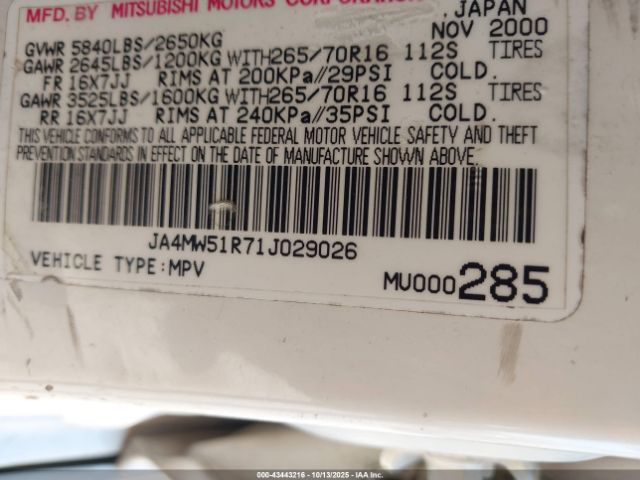 MFD. BY MITSUBISHI MOTORS CORPORATION, JAPAN
NOV 2000
GVWR 5840LBS/2650KG
GAWR 2645LBS/1200KG WITH265/70R16 112S TIRES
FR 16X7JJ RIMS AT 200KPa//29PSI COLD.
GAWR 3525LBS/1600KG WITH265/70R16 112S TIRES
RR 16X7JJ RIMS AT 240KPa//35PSI COLD.
THIS VEHICLE CONFORMS TO ALL APPLICABLE FEDERAL MOTOR VEHICLE SAFETY AND THEFT
PREVENTION STANDARDS IN EFFECT ON THE DATE OF MANUFACTURE SHOWN ABOVE.
JA4MW51R71J029026
VEHICLE TYPE:MPV
MU000285
000-43443216 - 10/13/2025 - IAAI.COM